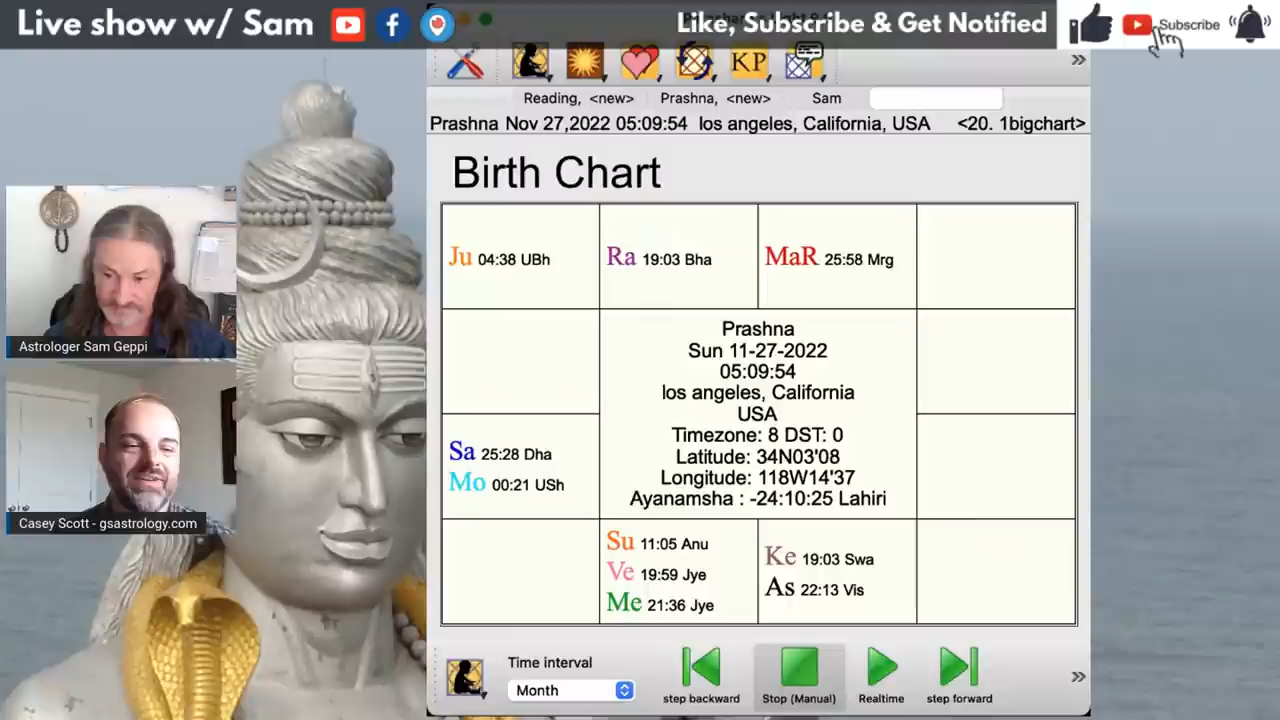 Live show w/ Sam
Like, Subscribe & Get Notified
Subscribe
KP
Reading, <new>
Prashna, <new>
Sam
Prashna Nov 27,2022 05:09:54 los angeles, California, USA <20. 1bigchart>
Birth Chart
Ju 04:38 UBh
Ra 19:03 Bha
MaR 25:58 Mrg
Prashna
Sun 11-27-2022
05:09:54
los angeles, California
USA
Timezone: 8 DST: 0
Latitude: 34N03'08
Longitude: 118W14'37
Ayanamsha : -24:10:25 Lahiri
Sa 25:28 Dha
Mo 00:21 USh
Su 11:05 Anu
Ve 19:59 Jye
Me 21:36 Jye
Ke 19:03 Swa
As 22:13 Vis
Astrologer Sam Geppi
Casey Scott - gsastrology.com
Time interval
Month
step backward
Stop (Manual)
Realtime
step forward